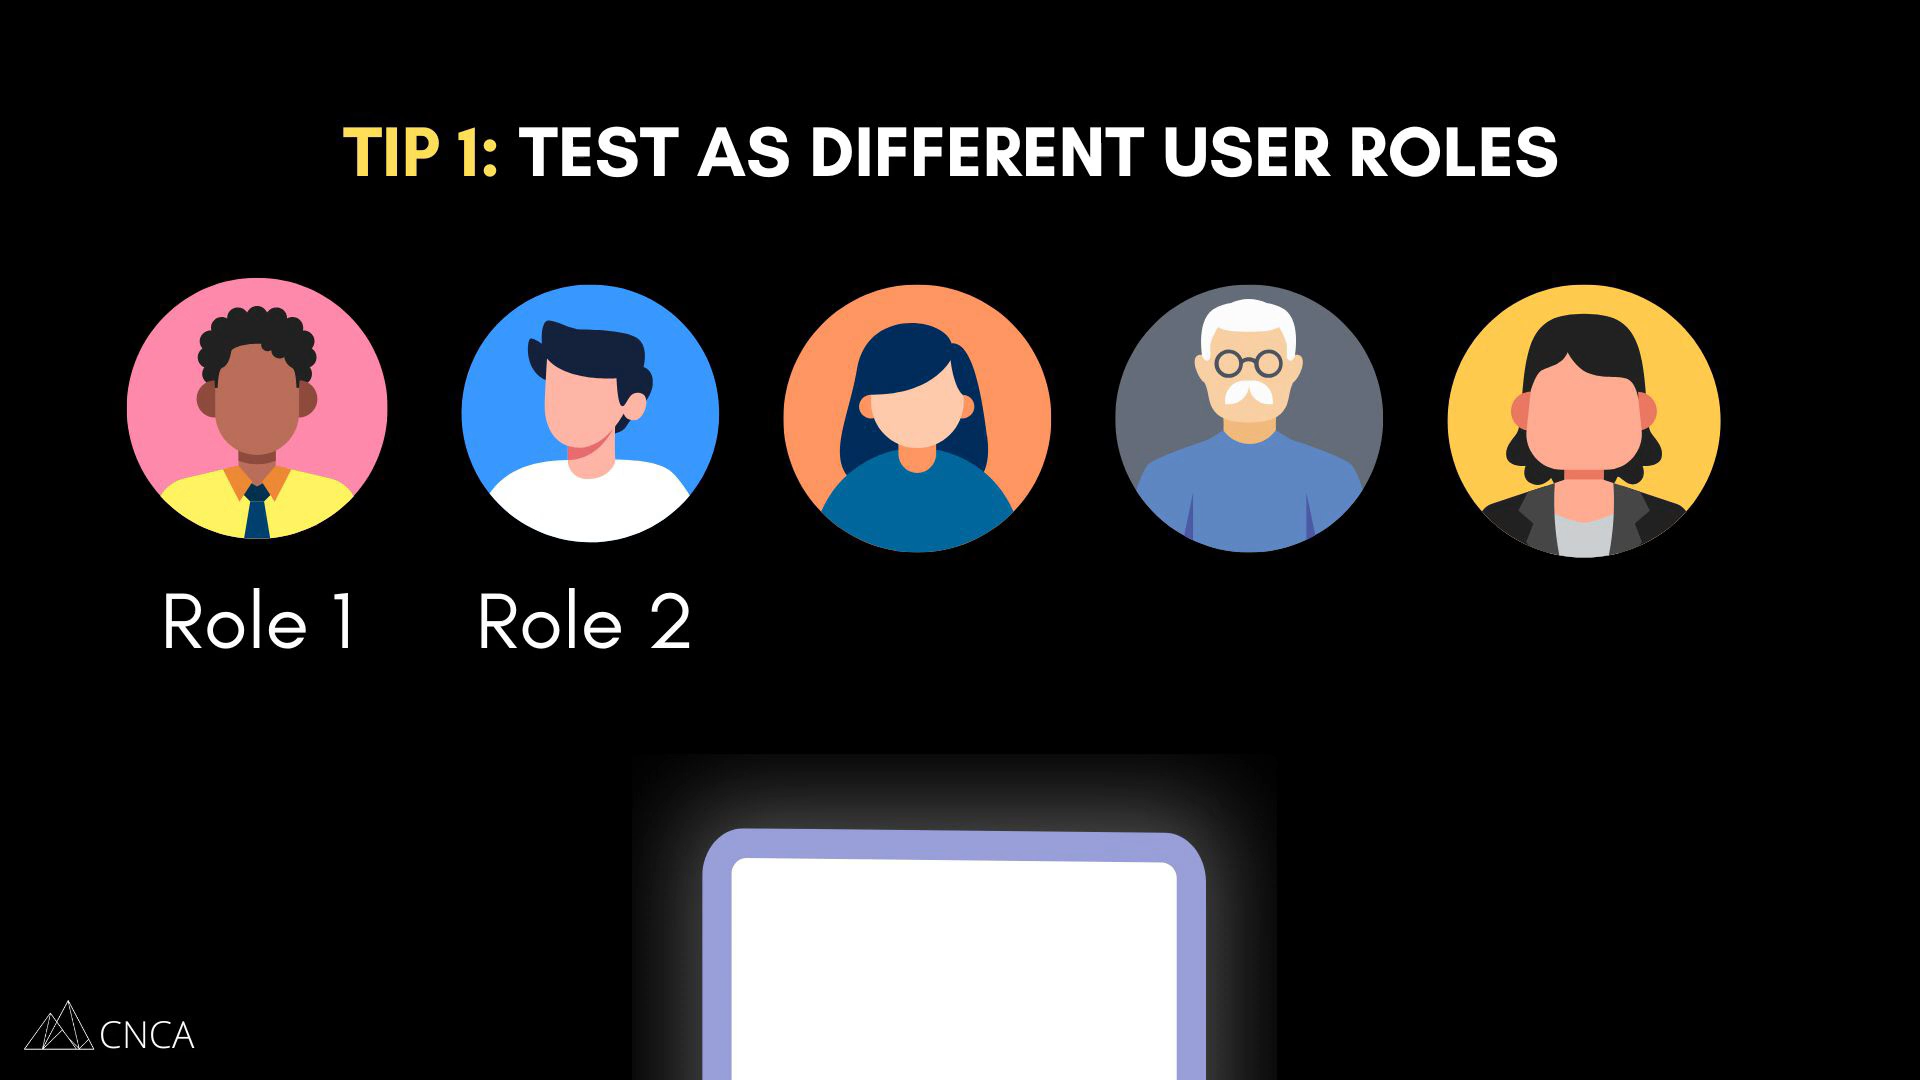 TIP 1: TEST AS DIFFERENT USER ROLES
Role 1
Role 2
CNCA